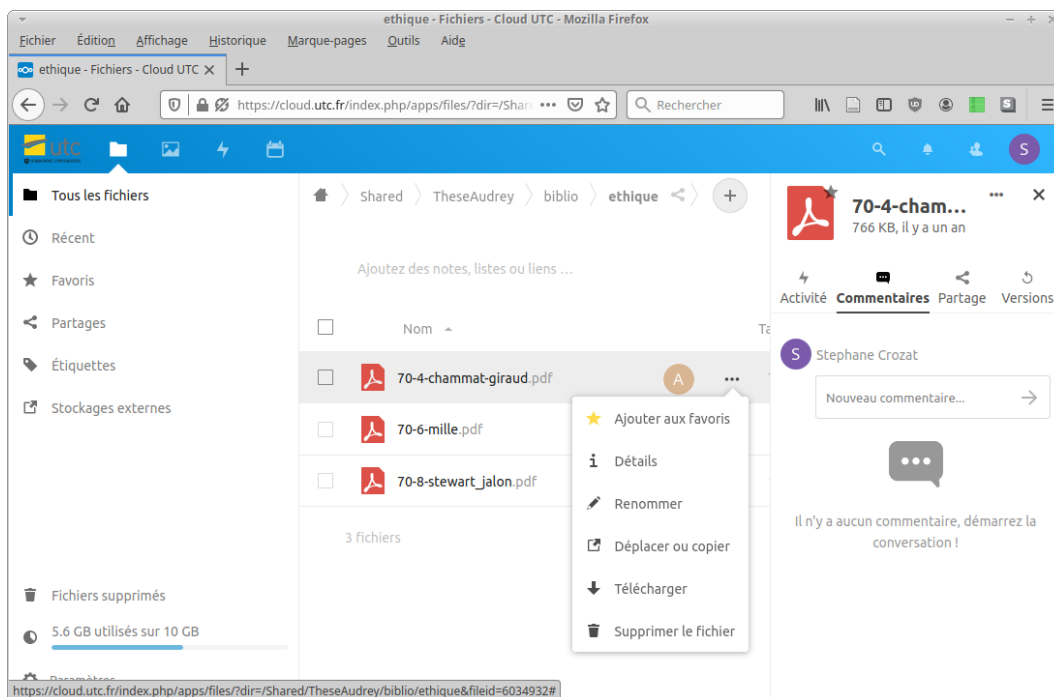 ethique - Fichiers - Cloud UTC - Mozilla Firefox
Fichier Édition Affichage Historique Marque-pages Outils Aide
ethique - Fichiers - Cloud UTC
https://cloud.utc.fr/index.php/apps/files/?dir=/Shar
Rechercher
utc
S
Tous les fichiers
Récent
Favoris
Partages
Étiquettes
Stockages externes
Fichiers supprimés
5.6 GB utilisés sur 10 GB
Paramètres
Shared TheseAudrey biblio ethique
Ajoutez des notes, listes ou liens ...
Nom Ta
70-4-chammat-giraud.pdf A
70-6-mille.pdf
70-8-stewart_jalon.pdf
3 fichiers
Ajouter aux favoris
Détails
Renommer
Déplacer ou copier
Télécharger
Supprimer le fichier
70-4-cham...
766 KB, il y a un an
Activité Commentaires Partage Versions
S Stephane Crozat
Nouveau commentaire...
Il n'y a aucun commentaire, démarrez la
conversation !
https://cloud.utc.fr/index.php/apps/files/?dir=/Shared/TheseAudrey/biblio/ethique&fileid=6034932#